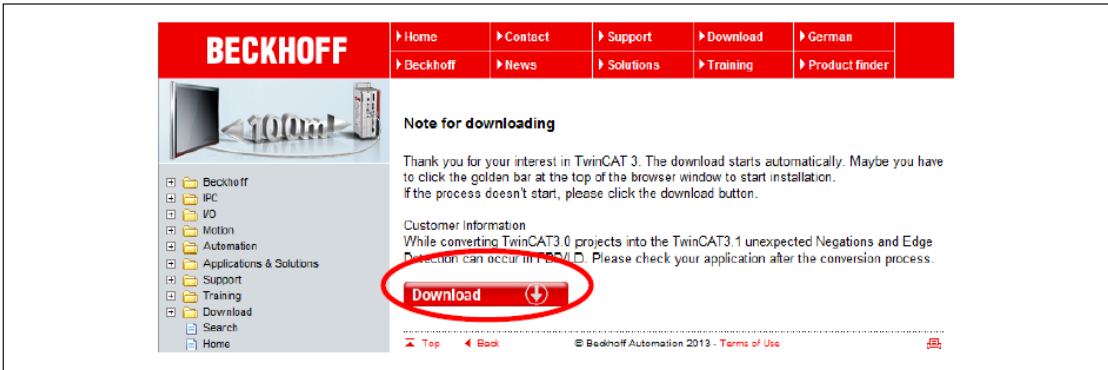 BECKHOFF
Home
Contact
Support
Download
German
Beckhoff
News
Solutions
Training
Product finder
<100m
Note for downloading
Thank you for your interest in TwinCAT 3. The download starts automatically. Maybe you have
to click the golden bar at the top of the browser window to start installation.
If the process doesn't start, please click the download button.
Customer Information
While converting TwinCAT3.0 projects into the TwinCAT3.1 unexpected Negations and Edge
Detection can occur in FBD/LD. Please check your application after the conversion process.
Download
Beckhoff
IPC
I/O
Motion
Automation
Applications & Solutions
Support
Training
Download
Search
Home
Top
Back
© Beckhoff Automation 2013 - Terms of Use